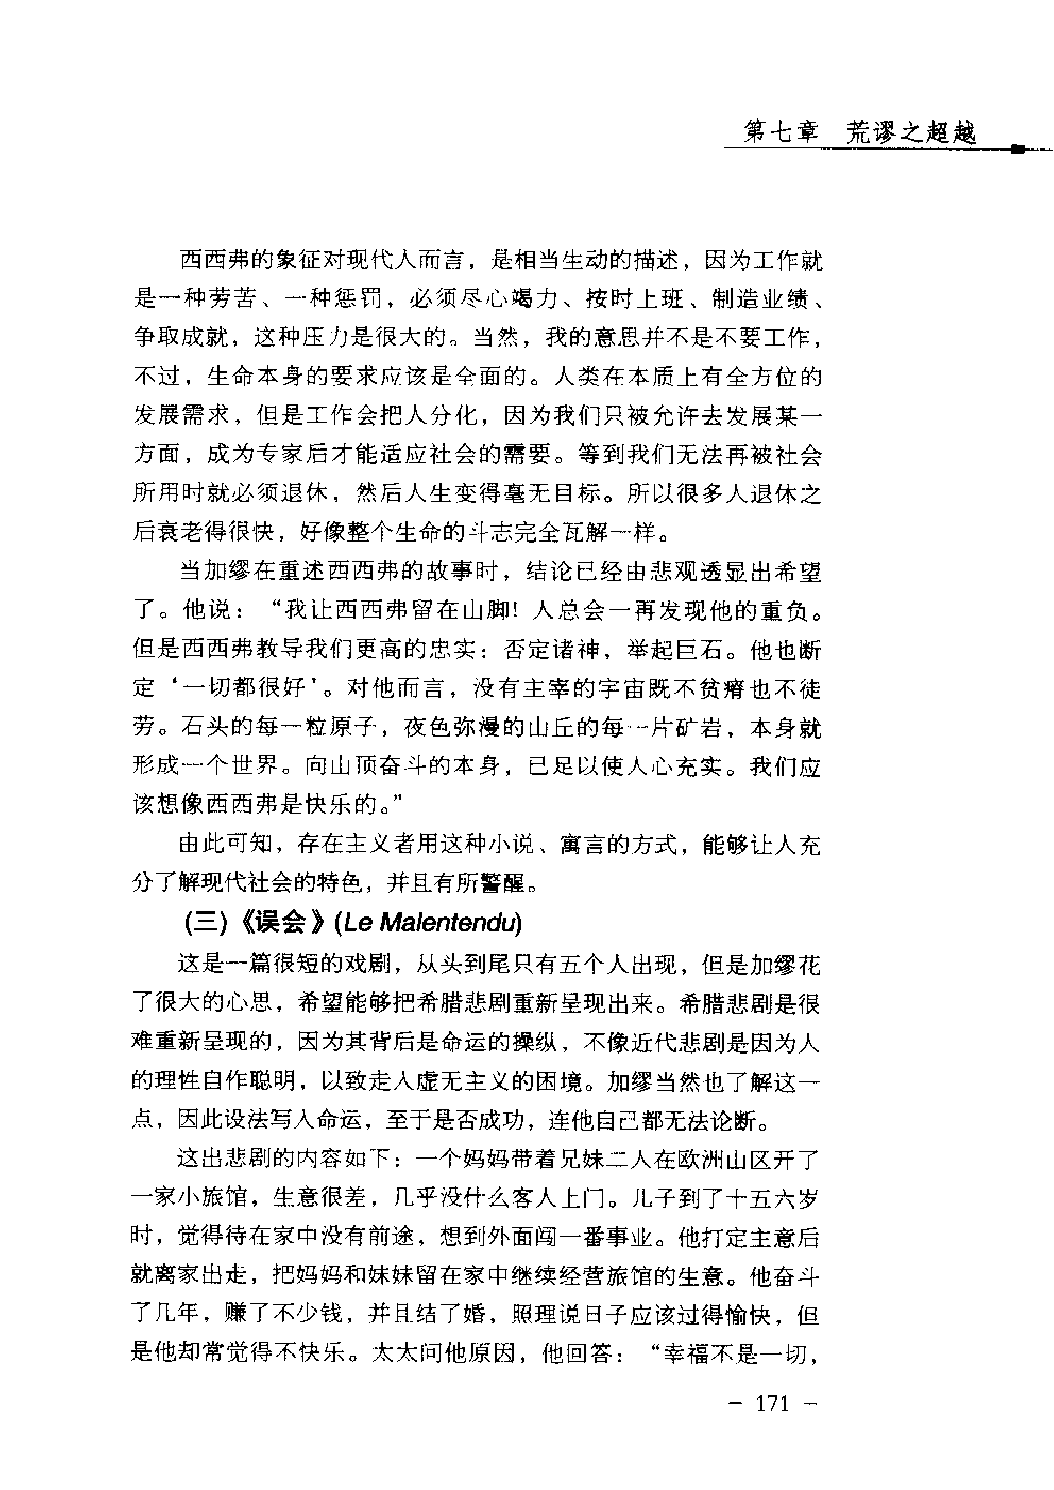 第七章 荒谬之超越
西西弗的象征对现代人而言，是相当生动的描述，因为工作就
是一种劳苦、一种惩罚，必须尽心竭力、按时上班、制造业绩、
争取成就，这种压力是很大的。当然，我的意思并不是不要工作，
不过，生命本身的要求应该是全面的。人类在本质上有全方位的
发展需求，但是工作会把人分化，因为我们只被允许去发展某一
方面，成为专家后才能适应社会的需要。等到我们无法再被社会
所用时就必须退休，然后人生变得毫无目标。所以很多人退休之
后衰老得很快，好像整个生命的斗志完全瓦解一样。
当加缪在重述西西弗的故事时，结论已经由悲观透显出希望
了。他说：“我让西西弗留在山脚！人总会一再发现他的重负。
但是西西弗教导我们更高的忠实：否定诸神，举起巨石。他也断
定‘一切都很好’。对他而言，没有主宰的宇宙既不贫瘠也不徒
劳。石头的每一粒原子，夜色弥漫的山丘的每一片矿岩，本身就
形成一个世界。向山顶奋斗的本身，已足以使人心充实。我们应
该想像西西弗是快乐的。”
由此可知，存在主义者用这种小说、寓言的方式，能够让人充
分了解现代社会的特色，并且有所警醒。
(三)《误会》(Le Malentendu)
这是一篇很短的戏剧，从头到尾只有五个人出现，但是加缪花
了很大的心思，希望能够把希腊悲剧重新呈现出来。希腊悲剧是很
难重新呈现的，因为其背后是命运的操纵，不像近代悲剧是因为人
的理性自作聪明，以致走入虚无主义的困境。加缪当然也了解这一
点，因此设法写入命运，至于是否成功，连他自己都无法论断。
这出悲剧的内容如下：一个妈妈带着兄妹二人在欧洲山区开了
一家小旅馆，生意很差，几乎没什么客人上门。儿子到了十五六岁
时，觉得待在家中没有前途，想到外面闯一番事业。他打定主意后
就离家出走，把妈妈和妹妹留在家中继续经营旅馆的生意。他奋斗
了几年，赚了不少钱，并且结了婚，照理说日子应该过得愉快，但
是他却常觉得不快乐。太太问他原因，他回答：“幸福不是一切，
- 171 -